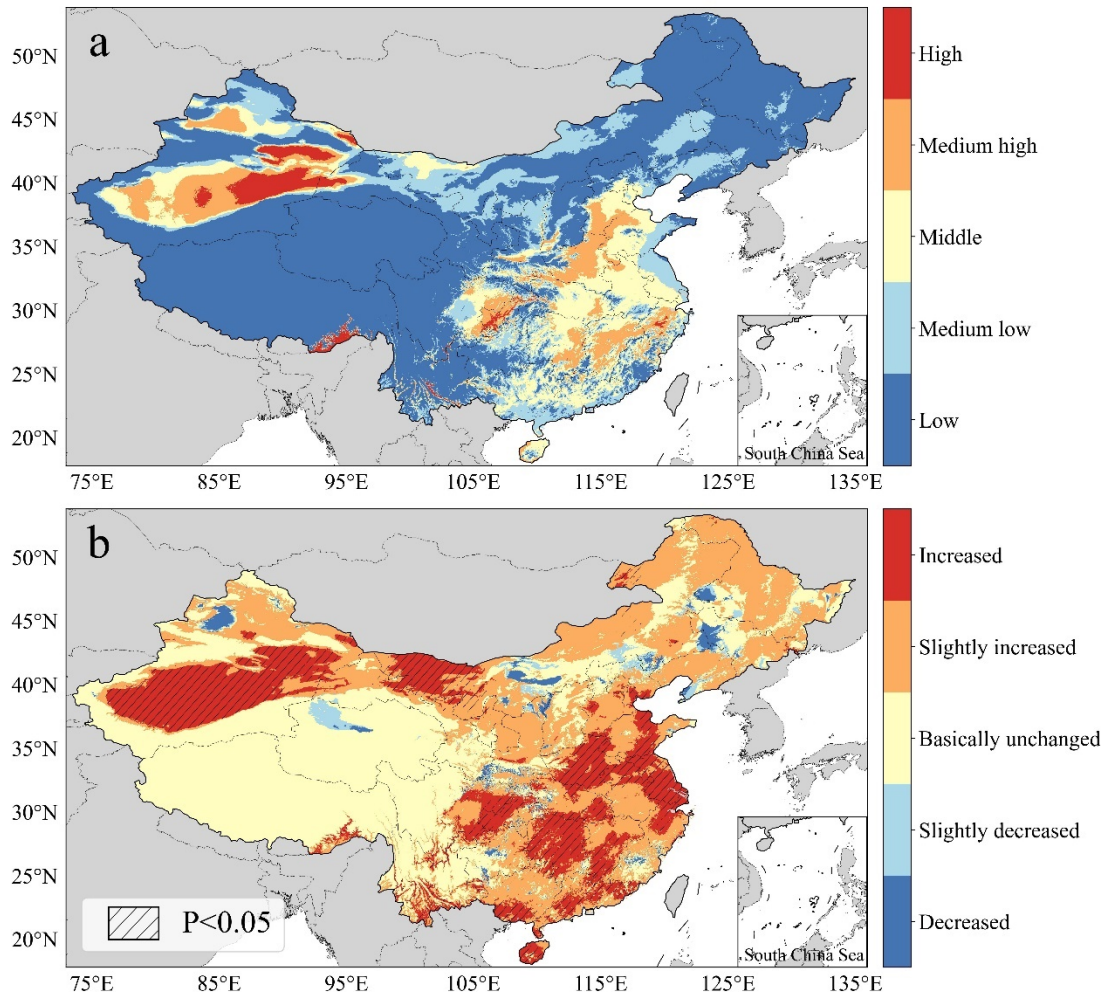 a
50°N
45°N
40°N
35°N
30°N
25°N
20°N
75°E 85°E 95°E 105°E 115°E 125°E 135°E
South China Sea
High
Medium high
Middle
Medium low
Low
b
50°N
45°N
40°N
35°N
30°N
25°N
20°N
75°E 85°E 95°E 105°E 115°E 125°E 135°E
P<0.05
South China Sea
Increased
Slightly increased
Basically unchanged
Slightly decreased
Decreased